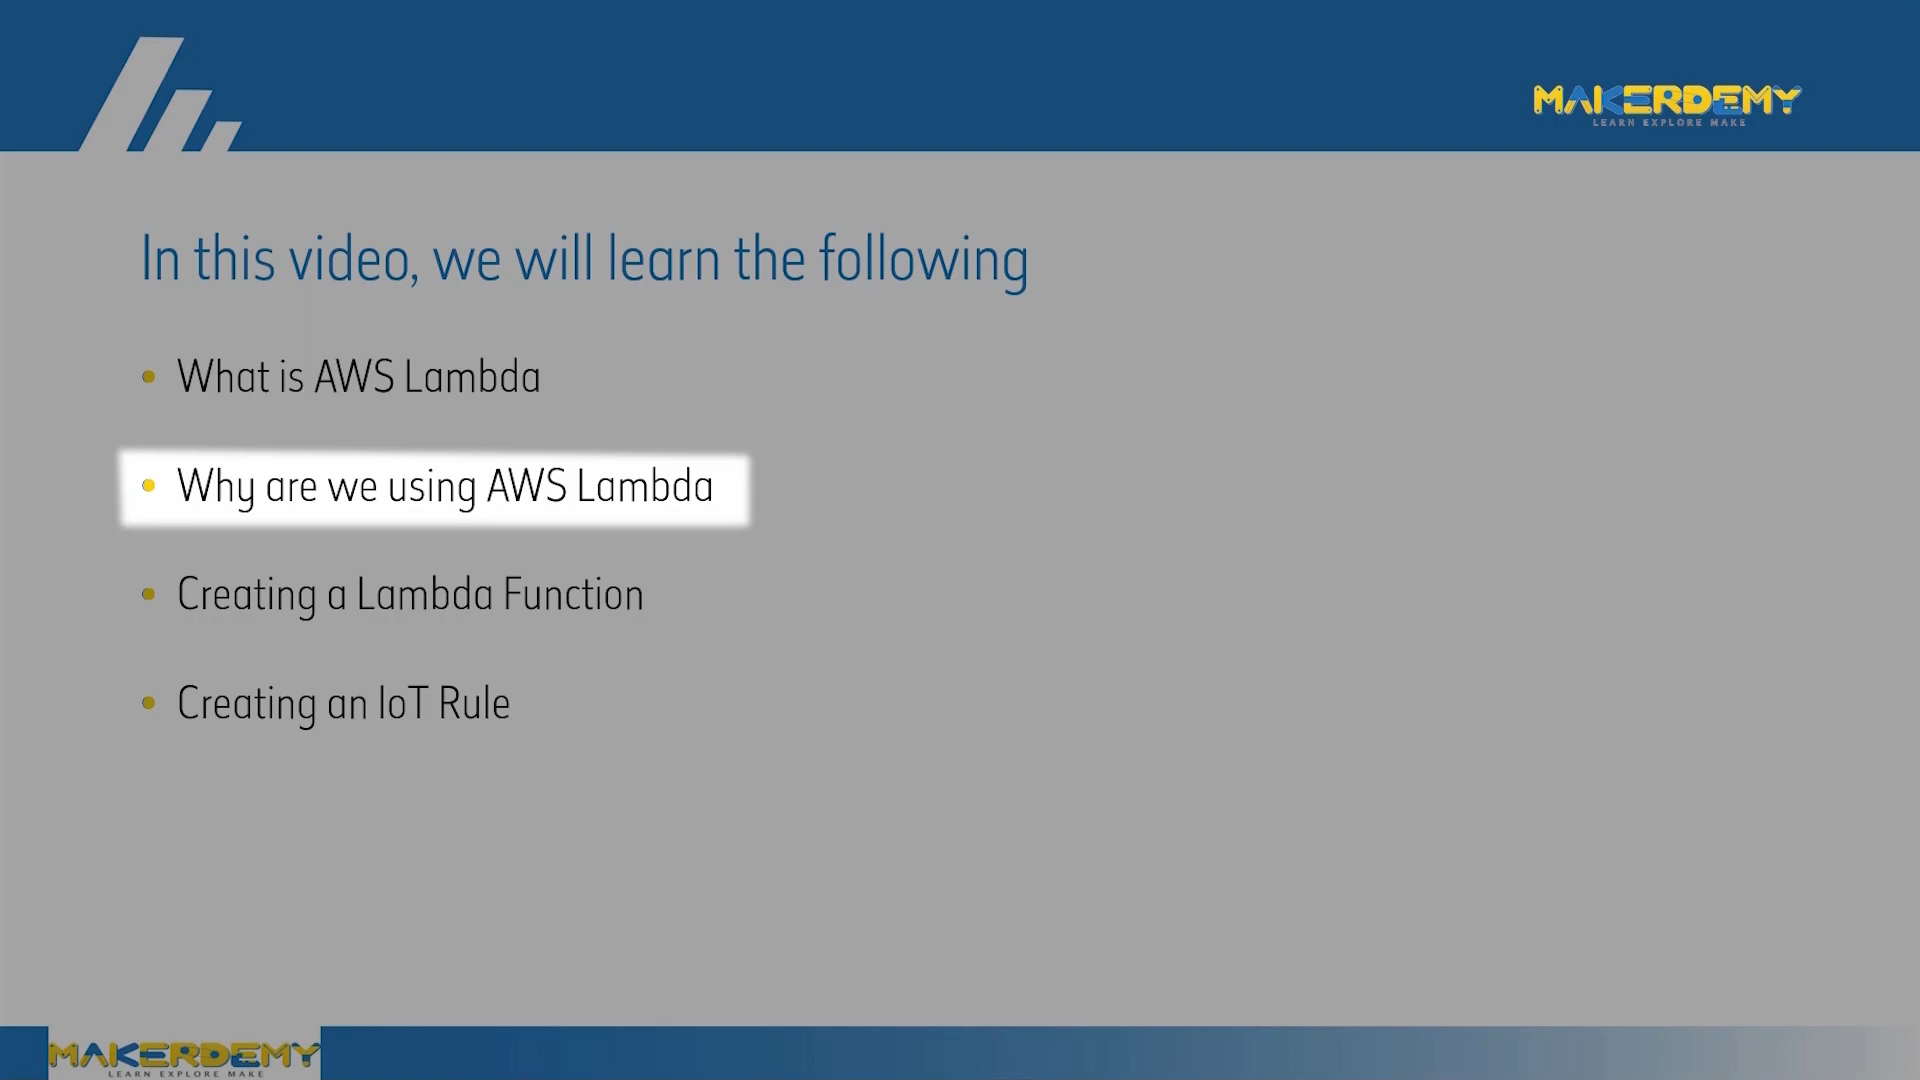 MAKERDEMY
LEARN EXPLORE MAKE
In this video, we will learn the following
• What is AWS Lambda
• Why are we using AWS Lambda
• Creating a Lambda Function
• Creating an IoT Rule
MAKERDEMY
LEARN EXPLORE MAKE